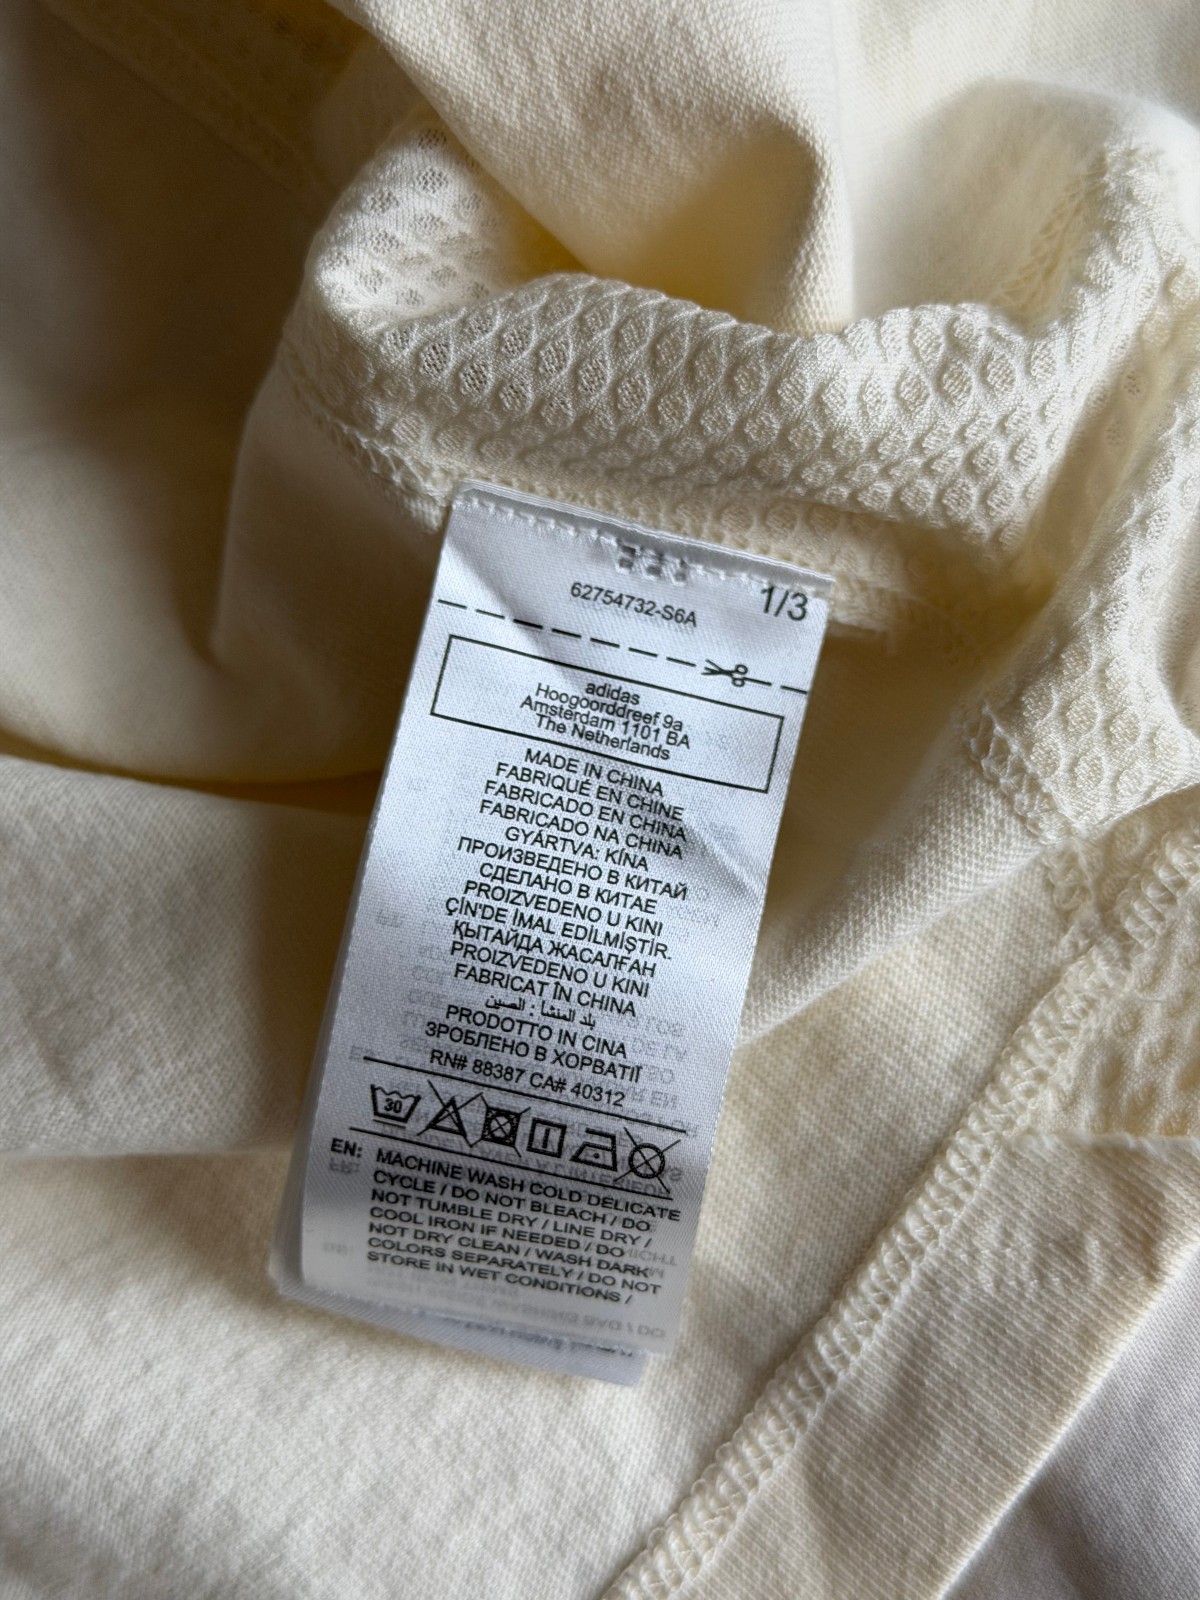 62754732-S6A
1/3
adidas
Hoogoorddreef 9a
Amsterdam 1101 BA
The Netherlands
MADE IN CHINA
FABRIQUÉ EN CHINE
FABRICADO EN CHINA
FABRICADO NA CHINA
GYÁRTVA: KÍNA
ПРОИЗВЕДЕНО В КИТАЙ
СДЕЛАНО В КИТАЕ
PROIZVEDENO U KINI
ÇİN'DE İMAL EDİLMİŞTİR.
ҚЫТАЙДА ЖАСАЛҒАН
PROIZVEDENO U KINI
FABRICAT ÎN CHINA
بلد المنشأ : الصين
PRODOTTO IN CINA
ЗРОБЛЕНО В ХОРВАТІЇ
RN# 88387 CA# 40312
30
EN: MACHINE WASH COLD DELICATE
CYCLE / DO NOT BLEACH / DO
NOT TUMBLE DRY / LINE DRY /
COOL IRON IF NEEDED / DO
NOT DRY CLEAN / WASH DARK
COLORS SEPARATELY / DO NOT
STORE IN WET CONDITIONS /